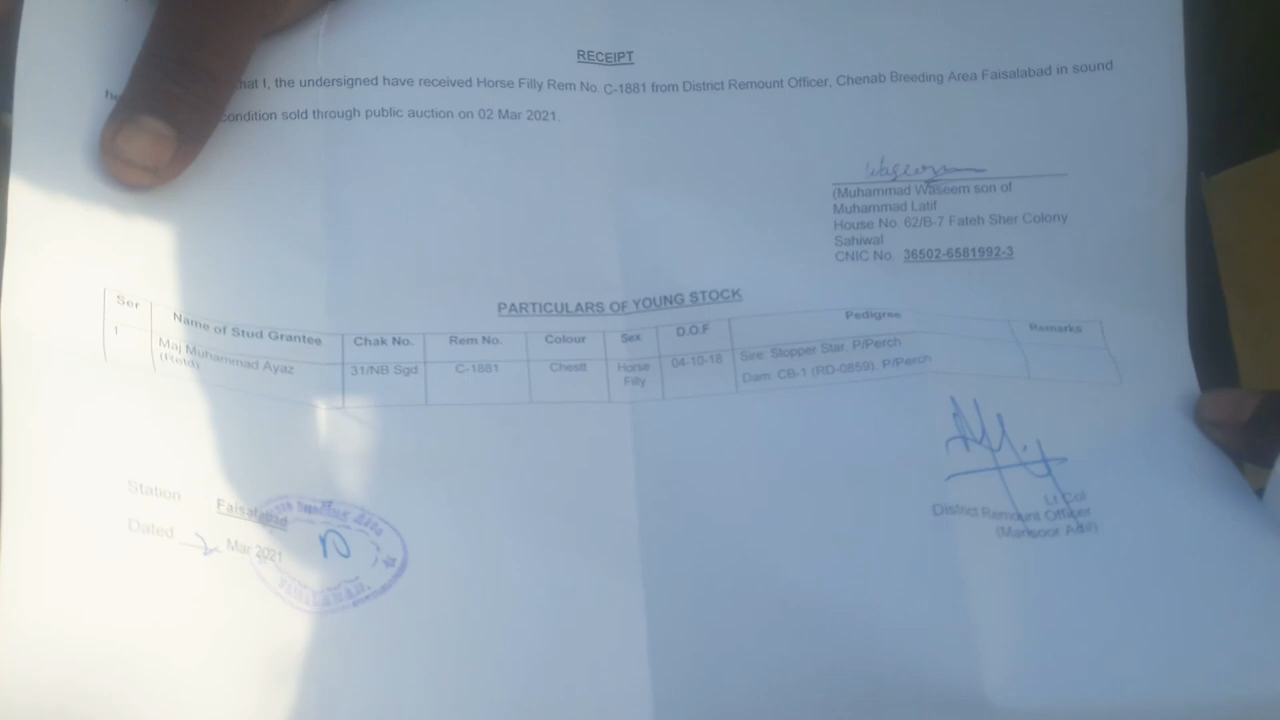 RECEIPT
hat I, the undersigned have received Horse Filly Rem No. C-1881 from District Remount Officer, Chenab Breeding Area Faisalabad in sound
he
condition sold through public auction on 02 Mar 2021.
Waseem
(Muhammad Waseem son of
Muhammad Latif
House No. 62/B-7 Fateh Sher Colony
Sahiwal
CNIC No. 36502-6581992-3
PARTICULARS OF YOUNG STOCK
Ser Name of Stud Grantee Chak No. Rem No. Colour Sex D.O.F Pedigree Remarks
1 Maj Muhammad Ayaz (Retd) 31/NB Sgd C-1881 Chestt Horse Filly 04-10-18 Sire: Stopper Star, P/Perch
Dam: CB-1 (RD-0859), P/Perch
Station Faisalabad
Dated 2 Mar 2021
Lt Col
District Remount Officer
(Mansoor Adil)